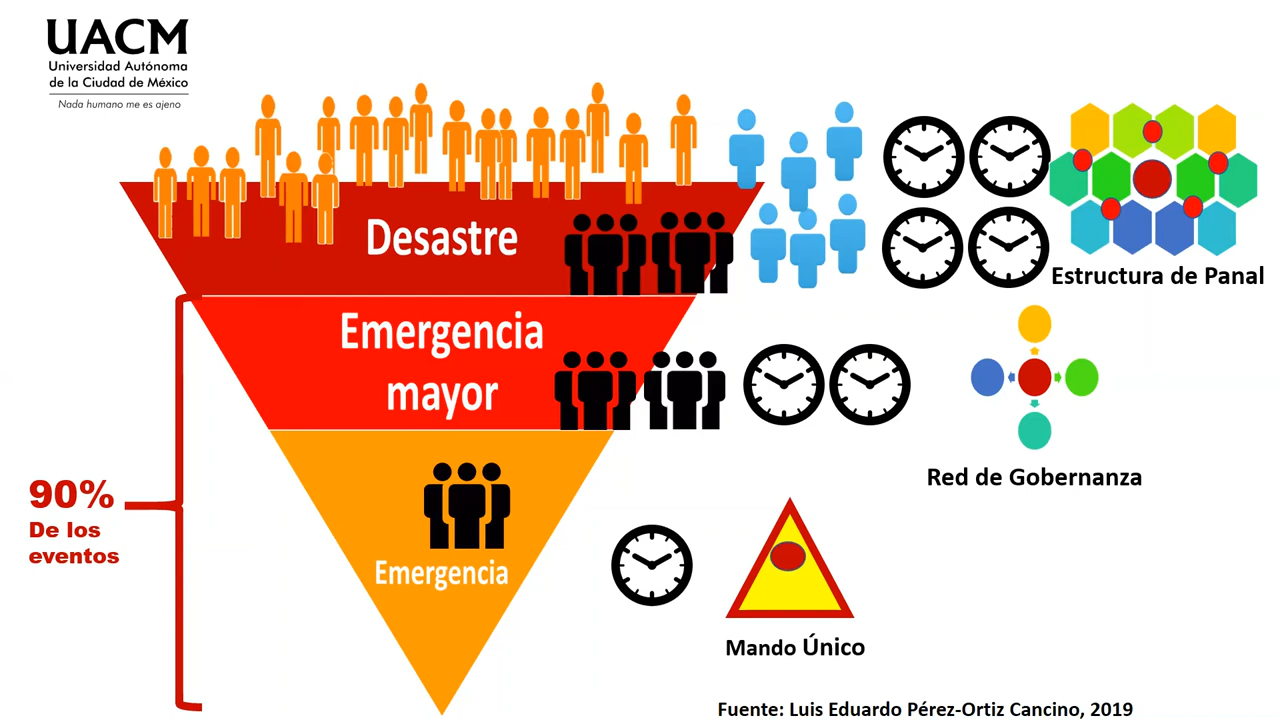 UACM
Universidad Autónoma
de la Ciudad de México
Nada humano me es ajeno
Desastre
Estructura de Panal
Emergencia
mayor
Red de Gobernanza
90%
De los
eventos
Emergencia
Mando Único
Fuente: Luis Eduardo Pérez-Ortiz Cancino, 2019